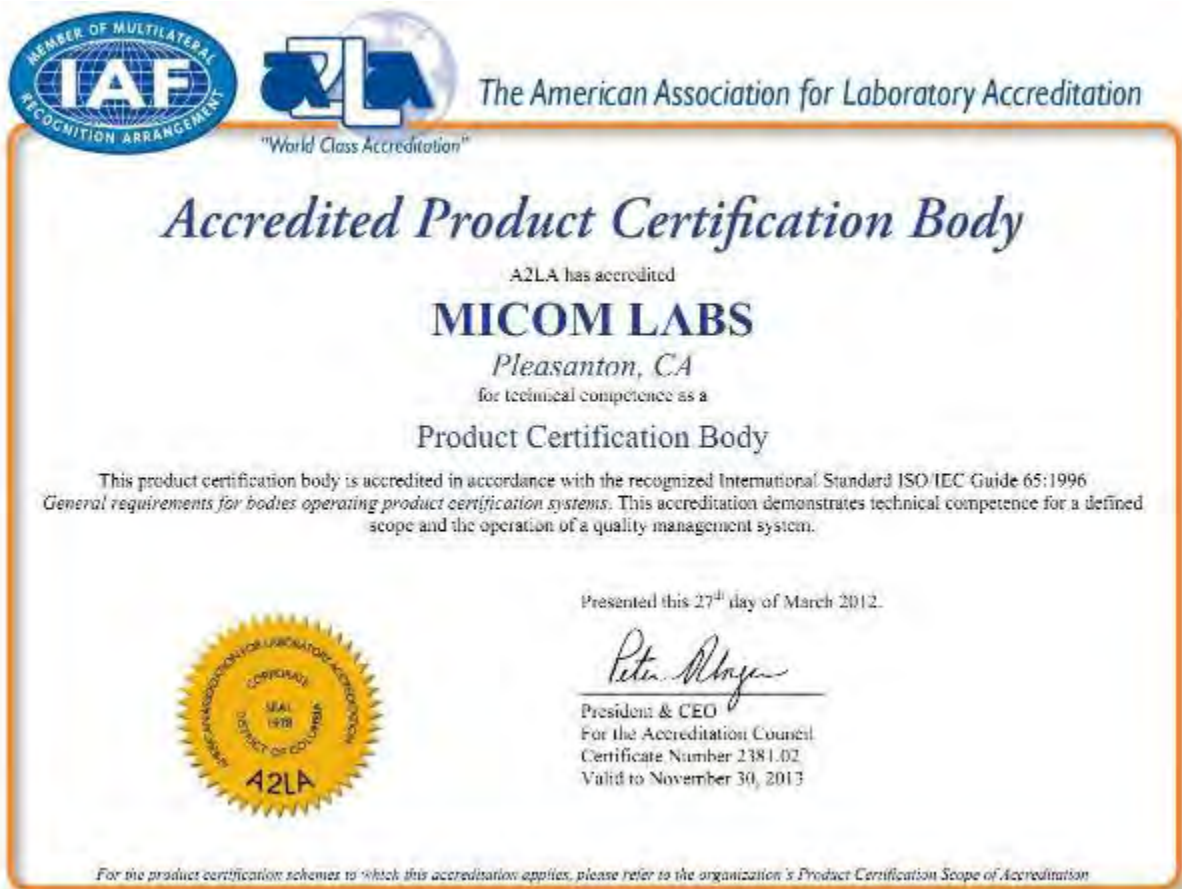 MEMBER OF MULTILATERAL
IAF
RECOGNITION ARRANGEMENT
A2LA
"World Class Accreditation"
The American Association for Laboratory Accreditation
Accredited Product Certification Body
A2LA has accredited
MICOM LABS
Pleasanton, CA
for technical competence as a
Product Certification Body
This product certification body is accredited in accordance with the recognized International Standard ISO/IEC Guide 65:1996
General requirements for bodies operating product certification systems. This accreditation demonstrates technical competence for a defined
scope and the operation of a quality management system.
Presented this 27th day of March 2012.
Peter
President & CEO
For the Accreditation Council
Certificate Number 2381.02
Valid to November 30, 2013
AMERICAN ASSOCIATION FOR LABORATORY ACCREDITATION
CORPORATE
SEAL
1978
DISTRICT OF COLUMBIA
A2LA
For the product certification schemes to which this accreditation applies, please refer to the organization's Product Certification Scope of Accreditation